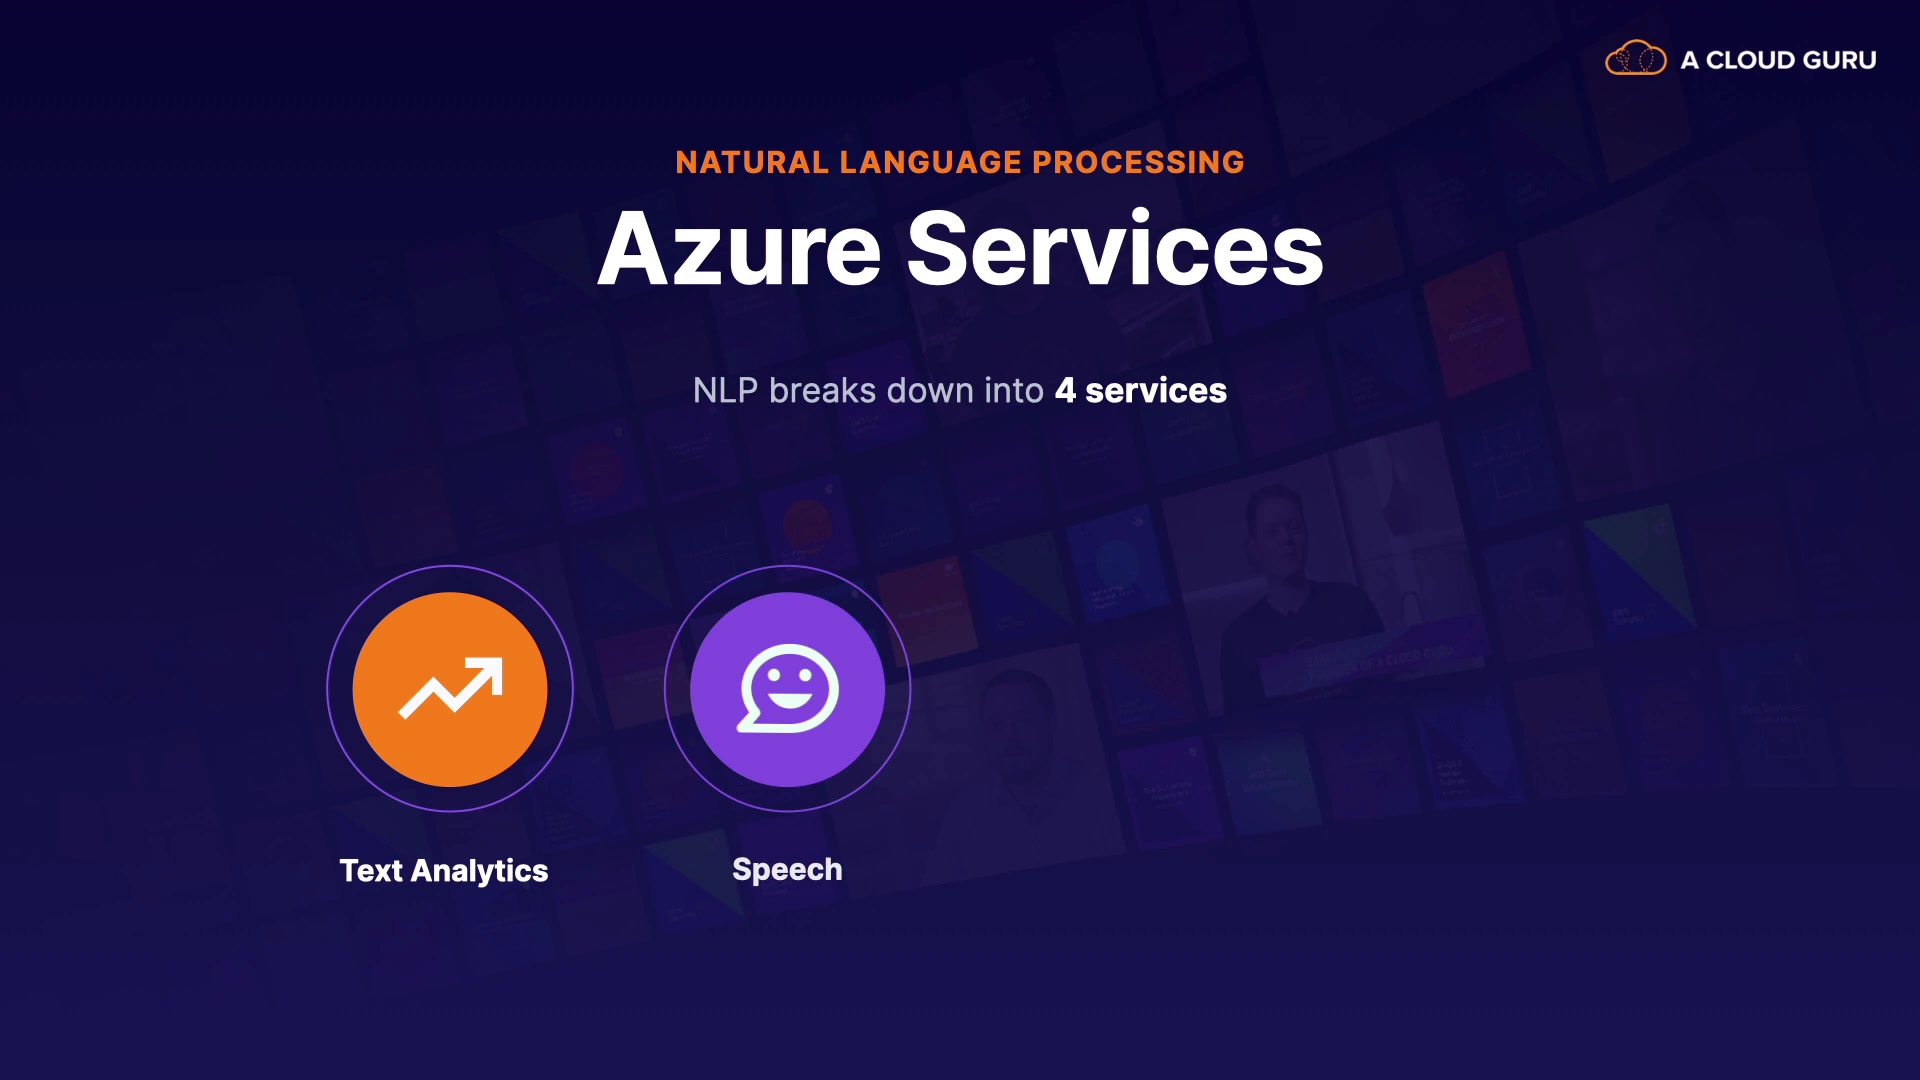 A CLOUD GURU
NATURAL LANGUAGE PROCESSING
Azure Services
NLP breaks down into 4 services
Text Analytics
Speech